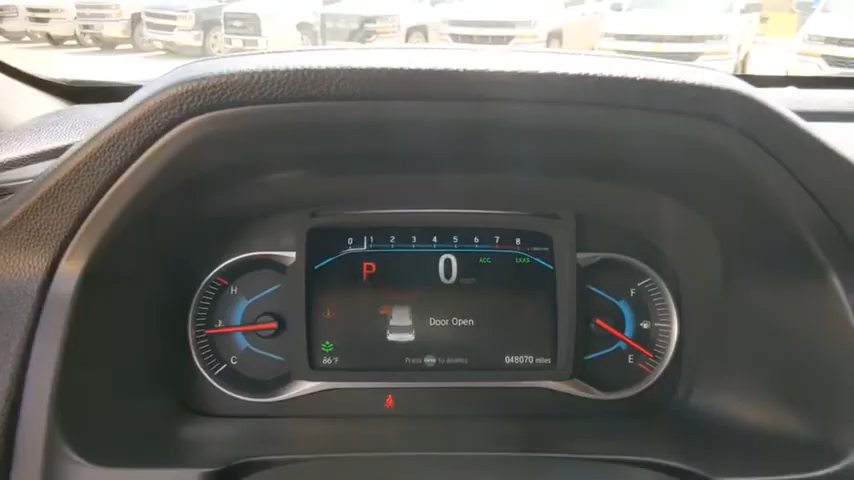 0 1 2 3 4 5 6 7 8
P 0 ACC LKAS
H F
Door Open
C E
86°F Press to dismiss 048070 miles